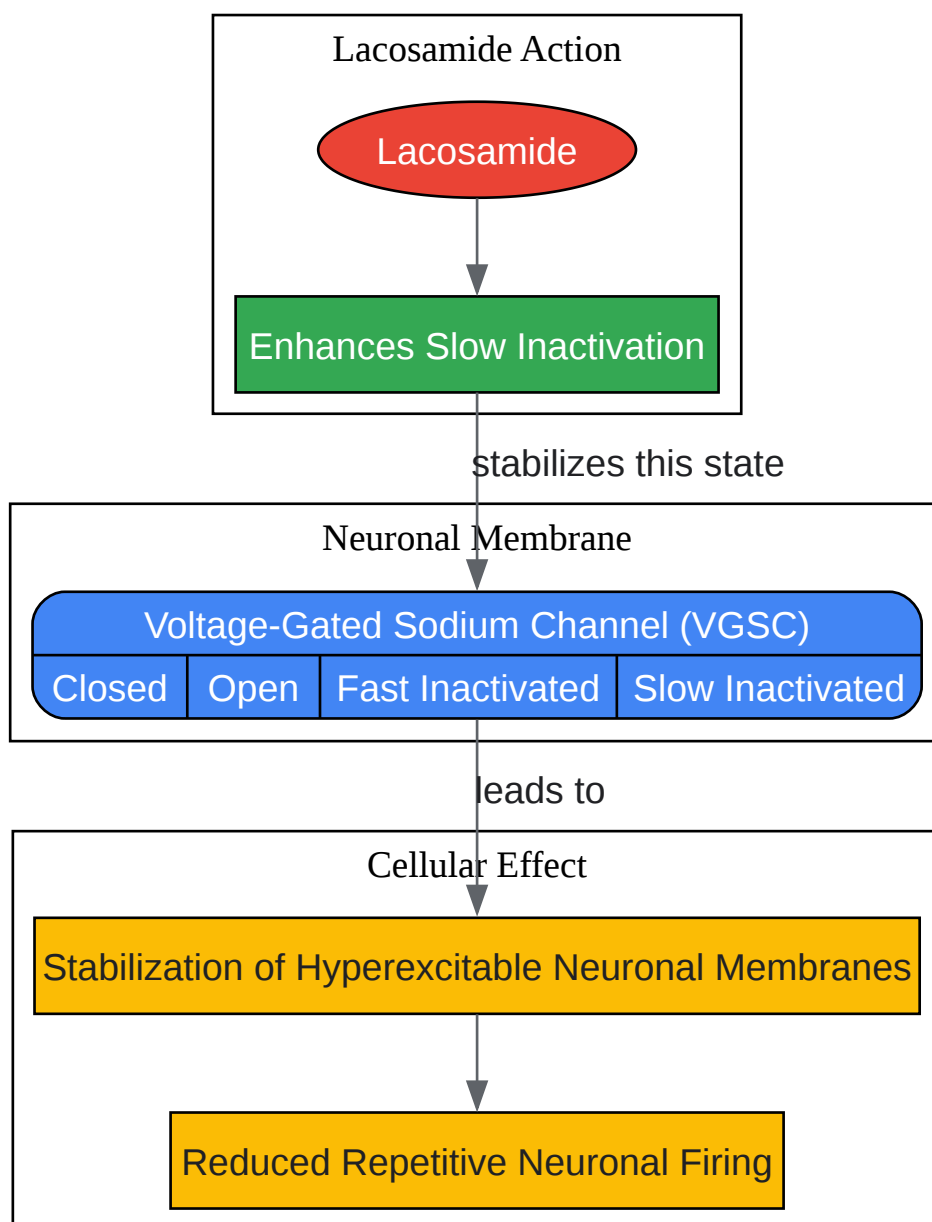 Lacosamide Action
Lacosamide
Enhances Slow Inactivation
stabilizes this state
Neuronal Membrane
Voltage-Gated Sodium Channel (VGSC)
Closed
Open
Fast Inactivated
Slow Inactivated
leads to
Cellular Effect
Stabilization of Hyperexcitable Neuronal Membranes
Reduced Repetitive Neuronal Firing